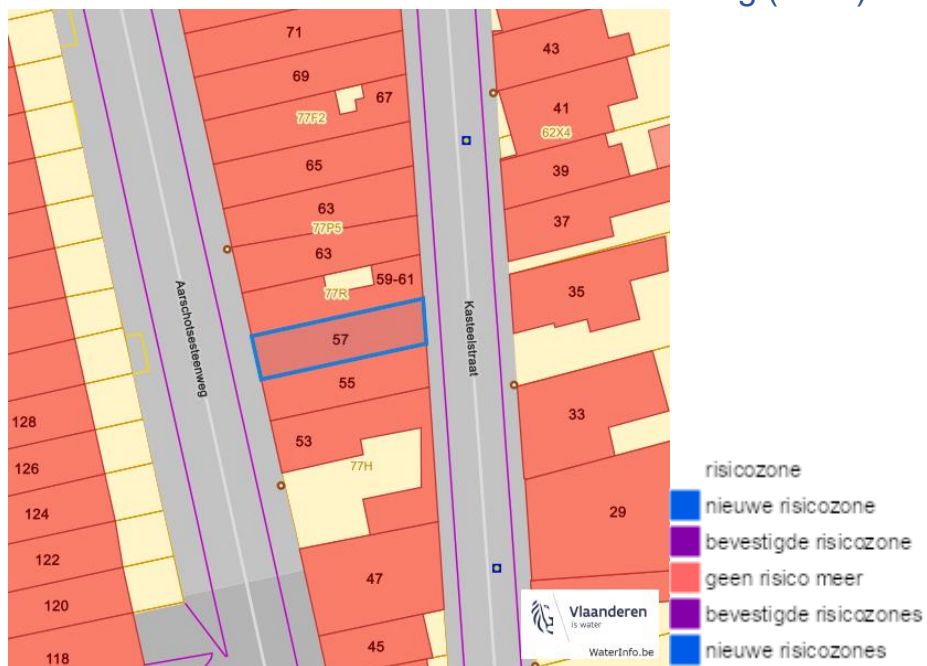 71
69
67
77F2
65
63
77P5
63
59-61
77R
57
55
53
77H
47
45
43
41
62X4
39
37
35
33
29
128
126
124
122
120
118
Aarschotsesteenweg
Kasteelstraat
Vlaanderen
is water
WaterInfo.be
risicozone
nieuwe risicozone
bevestigde risicozone
geen risico meer
bevestigde risicozones
nieuwe risicozones